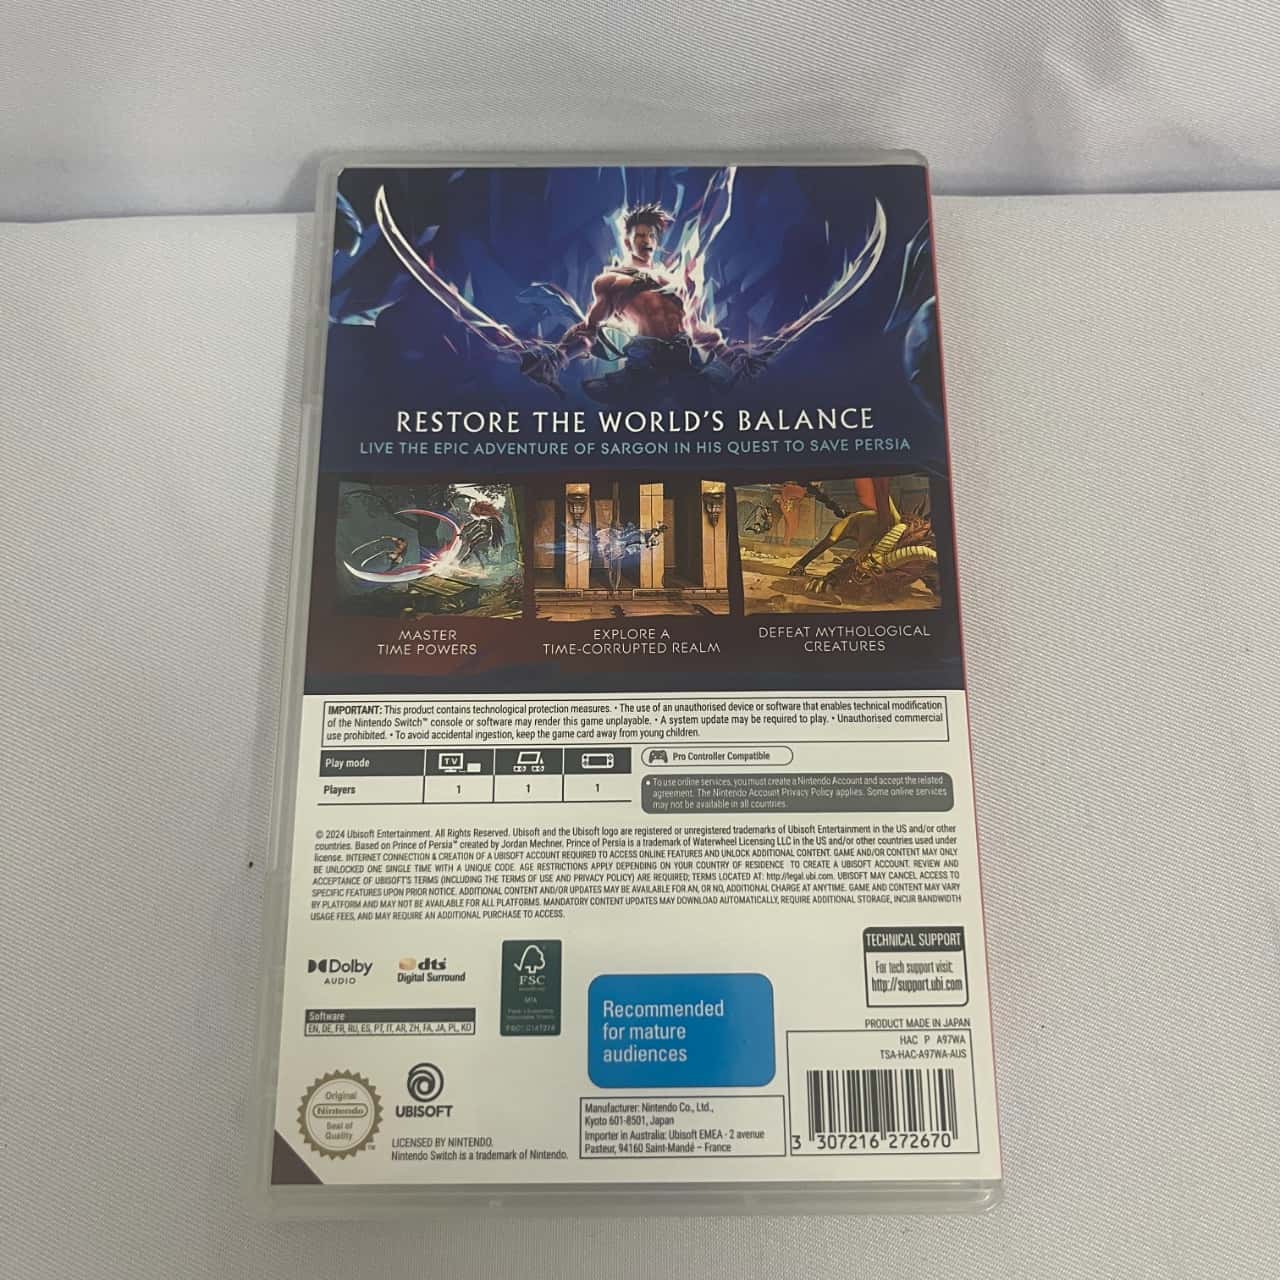 RESTORE THE WORLD'S BALANCE
LIVE THE EPIC ADVENTURE OF SARGON IN HIS QUEST TO SAVE PERSIA
MASTER
TIME POWERS
EXPLORE A
TIME-CORRUPTED REALM
DEFEAT MYTHOLOGICAL
CREATURES
IMPORTANT: This product contains technological protection measures. • The use of an unauthorised device or software that enables technical modification
of the Nintendo Switch™ console or software may render this game unplayable. • A system update may be required to play. • Unauthorised commercial
use prohibited. • To avoid accidental ingestion, keep the game card away from young children.
Play mode
TV
Players
1
1
1
Pro Controller Compatible
• To use online services, you must create a Nintendo Account and accept the related
agreement. The Nintendo Account Privacy Policy applies. Some online services
may not be available in all countries.
© 2024 Ubisoft Entertainment. All Rights Reserved. Ubisoft and the Ubisoft logo are registered or unregistered trademarks of Ubisoft Entertainment in the US and/or other
countries. Based on Prince of Persia™ created by Jordan Mechner. Prince of Persia is a trademark of Waterwheel Licensing LLC in the US and/or other countries used under
license. INTERNET CONNECTION & CREATION OF A UBISOFT ACCOUNT REQUIRED TO ACCESS ONLINE FEATURES AND UNLOCK ADDITIONAL CONTENT. GAME AND/OR CONTENT MAY ONLY
BE UNLOCKED ONE SINGLE TIME WITH A UNIQUE CODE. AGE RESTRICTIONS APPLY DEPENDING ON YOUR COUNTRY OF RESIDENCE. TO CREATE A UBISOFT ACCOUNT, REVIEW AND
ACCEPTANCE OF UBISOFT'S TERMS (INCLUDING THE TERMS OF USE AND PRIVACY POLICY) ARE REQUIRED; TERMS LOCATED AT: http://legal.ubi.com. UBISOFT MAY CANCEL ACCESS TO
SPECIFIC FEATURES UPON PRIOR NOTICE. ADDITIONAL CONTENT AND/OR UPDATES MAY BE AVAILABLE FOR AN, OR NO, ADDITIONAL CHARGE AT ANYTIME. GAME AND CONTENT MAY VARY
BY PLATFORM AND MAY NOT BE AVAILABLE FOR ALL PLATFORMS. MANDATORY CONTENT UPDATES MAY DOWNLOAD AUTOMATICALLY, REQUIRE ADDITIONAL STORAGE, INCUR BANDWIDTH
USAGE FEES, AND MAY REQUIRE AN ADDITIONAL PURCHASE TO ACCESS.
Dolby
AUDIO
dts
Digital Surround
FSC
MIX
Software
EN, DE, FR, RU, ES, PT, IT, AR, ZH, FA, JA, PL, KO
Recommended
for mature
audiences
TECHNICAL SUPPORT
For tech support visit:
http://support.ubi.com
PRODUCT MADE IN JAPAN
HAC P A97WA
TSA-HAC-A97WA-AUS
3 307216 272670
Original
Nintendo
Seal of
Quality
UBISOFT
LICENSED BY NINTENDO.
Nintendo Switch is a trademark of Nintendo.
Manufacturer: Nintendo Co., Ltd.,
Kyoto 601-8501, Japan
Importer in Australia: Ubisoft EMEA - 2 avenue
Pasteur, 94160 Saint-Mandé – France